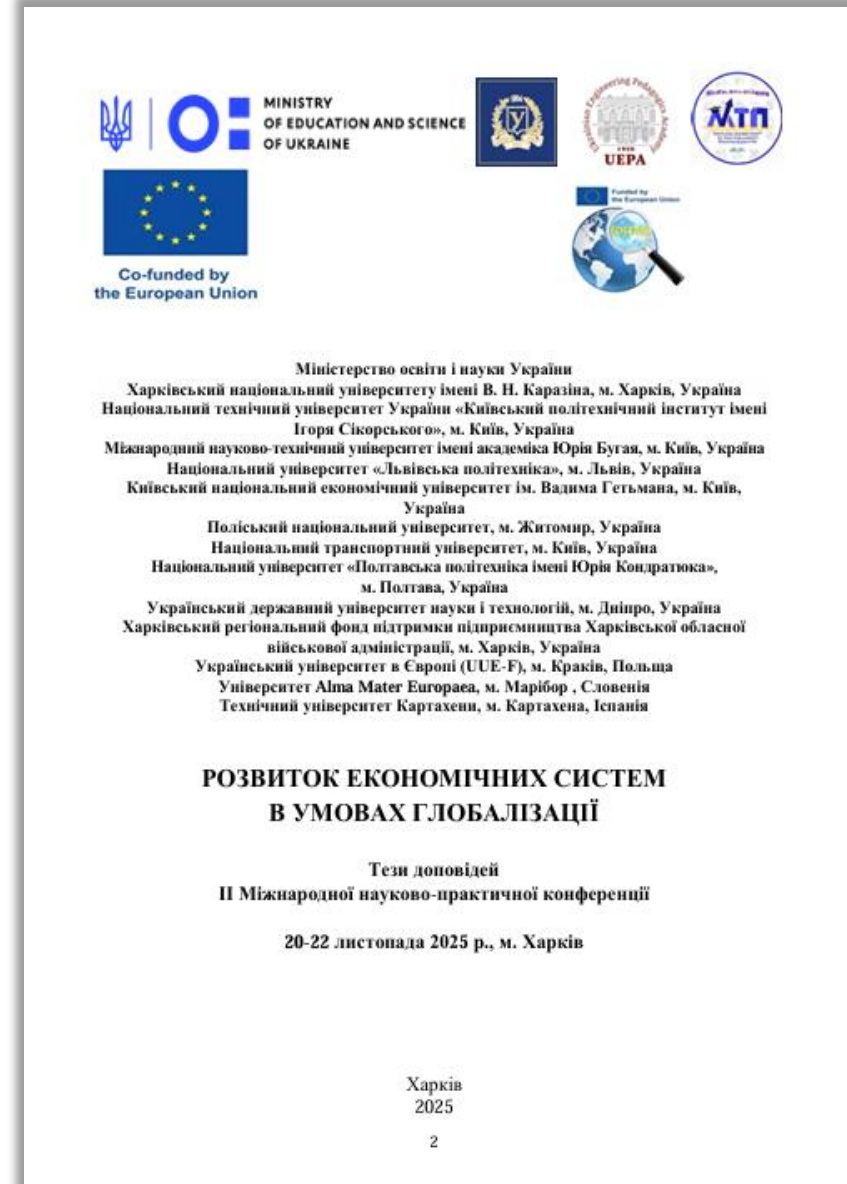 MINISTRY
OF EDUCATION AND SCIENCE
OF UKRAINE
Ukrainian Engineering Pedagogics Academy
1958
UEPA
МТП
Co-funded by
the European Union
Funded by
the European Union
Міністерство освіти і науки України
Харківський національний університету імені В. Н. Каразіна, м. Харків, Україна
Національний технічний університет України «Київський політехнічний інститут імені
Ігоря Сікорського», м. Київ, Україна
Міжнародний науково-технічний університет імені академіка Юрія Бугая, м. Київ, Україна
Національний університет «Львівська політехніка», м. Львів, Україна
Київський національний економічний університет ім. Вадима Гетьмана, м. Київ,
Україна
Поліський національний університет, м. Житомир, Україна
Національний транспортний університет, м. Київ, Україна
Національний університет «Полтавська політехніка імені Юрія Кондратюка»,
м. Полтава, Україна
Український державний університет науки і технологій, м. Дніпро, Україна
Харківський регіональний фонд підтримки підприємництва Харківської обласної
військової адміністрації, м. Харків, Україна
Український університет в Європі (UUE-F), м. Краків, Польща
Університет Alma Mater Europaea, м. Марібор , Словенія
Технічний університет Картахени, м. Картахена, Іспанія
РОЗВИТОК ЕКОНОМІЧНИХ СИСТЕМ
В УМОВАХ ГЛОБАЛІЗАЦІЇ
Тези доповідей
ІІ Міжнародної науково-практичної конференції
20-22 листопада 2025 р., м. Харків
Харків
2025
2